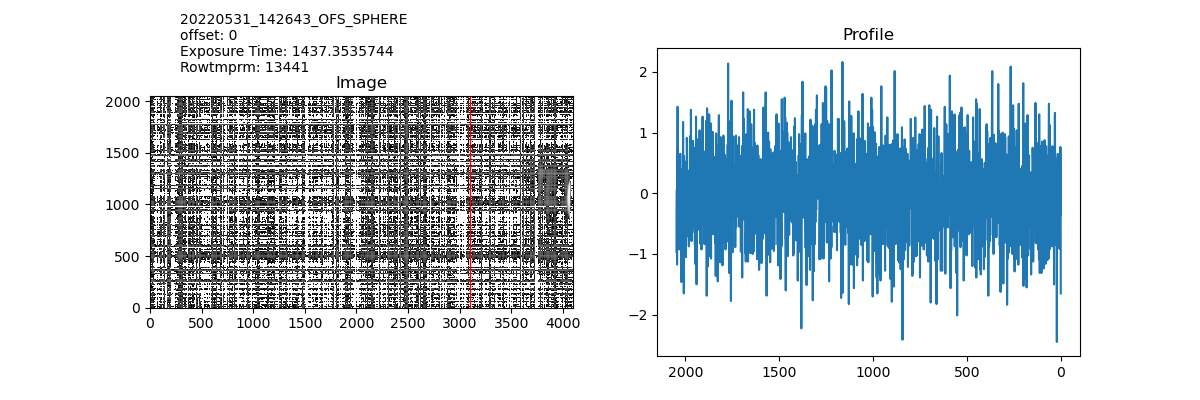 20220531_142643_OFS_SPHERE
offset: 0
Exposure Time: 1437.3535744
Rowtmprm: 13441
Image
2000
1500
1000
500
0
0 500 1000 1500 2000 2500 3000 3500 4000
Profile
2
1
0
−1
−2
2000 1500 1000 500 0